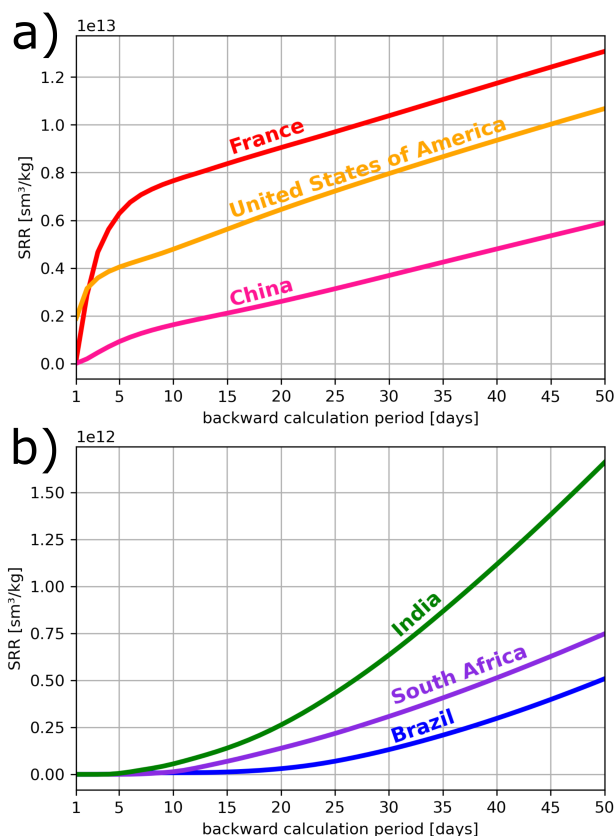 a)
1e13
1.2
1.0
0.8
0.6
0.4
0.2
0.0
SRR [sm³/kg]
France
United States of America
China
1 5 10 15 20 25 30 35 40 45 50
backward calculation period [days]
b)
1e12
1.50
1.25
1.00
0.75
0.50
0.25
0.00
SRR [sm³/kg]
India
South Africa
Brazil
1 5 10 15 20 25 30 35 40 45 50
backward calculation period [days]